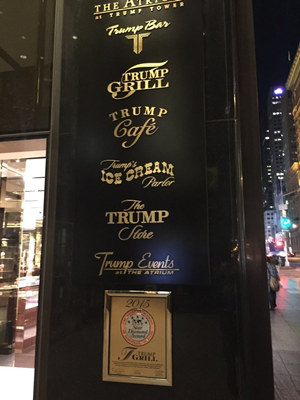 THE ATRIUM
AT TRUMP TOWER
Trump Bar
T
TRUMP
GRILL
TRUMP
Café
Trump's
ICE CREAM
Parlor
The
TRUMP
Store
Trump Events
AT THE ATRIUM
2015
TRUMP
GRILL